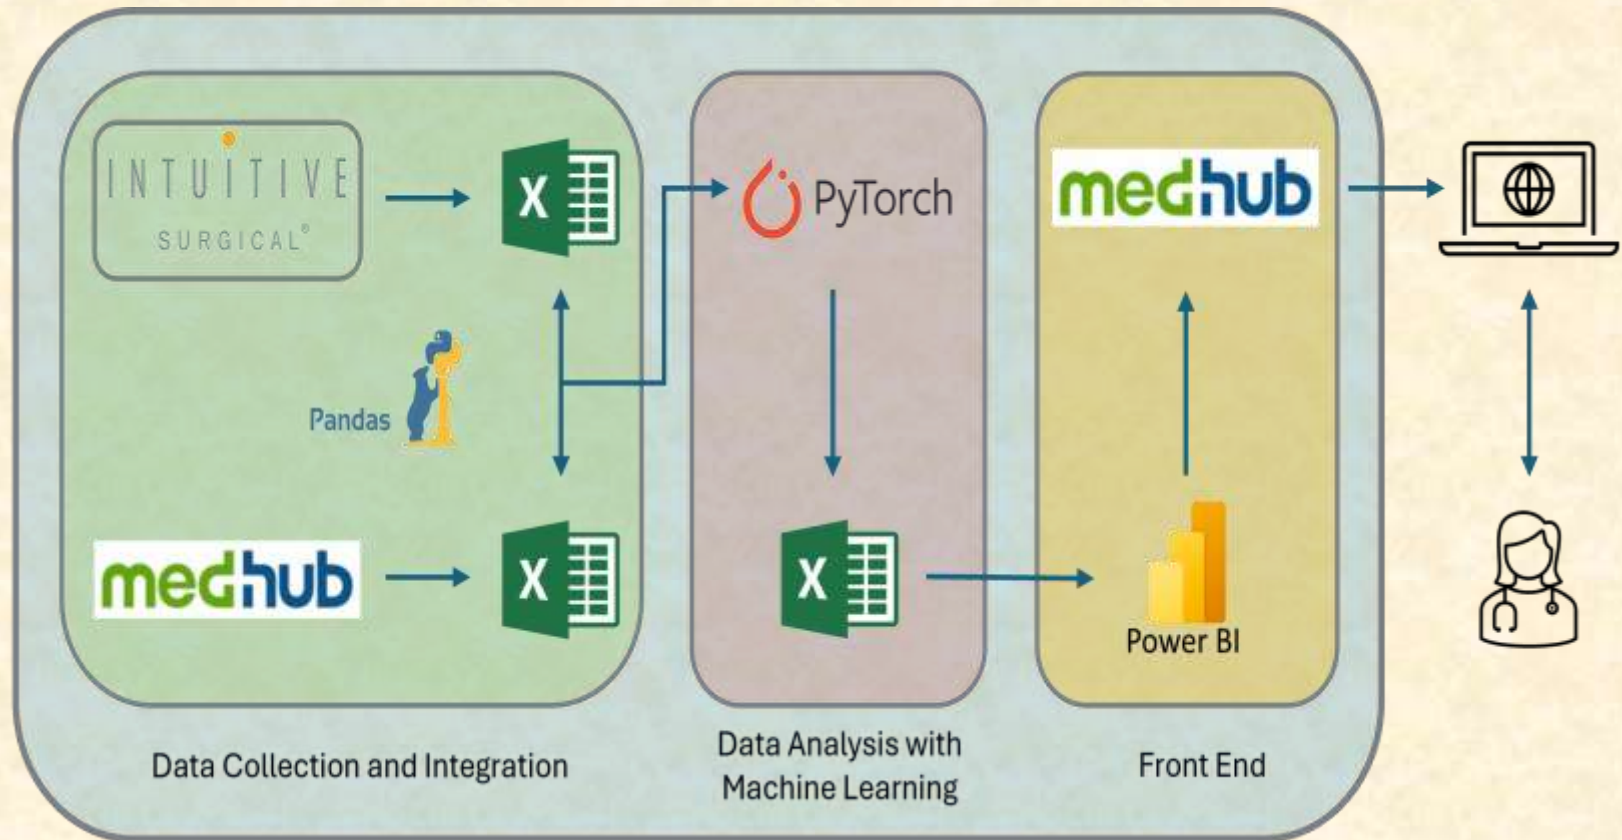 INTUITIVE
SURGICAL®
X
Pandas
medhub
X
Data Collection and Integration
PyTorch
X
Data Analysis with
Machine Learning
medhub
Power BI
Front End